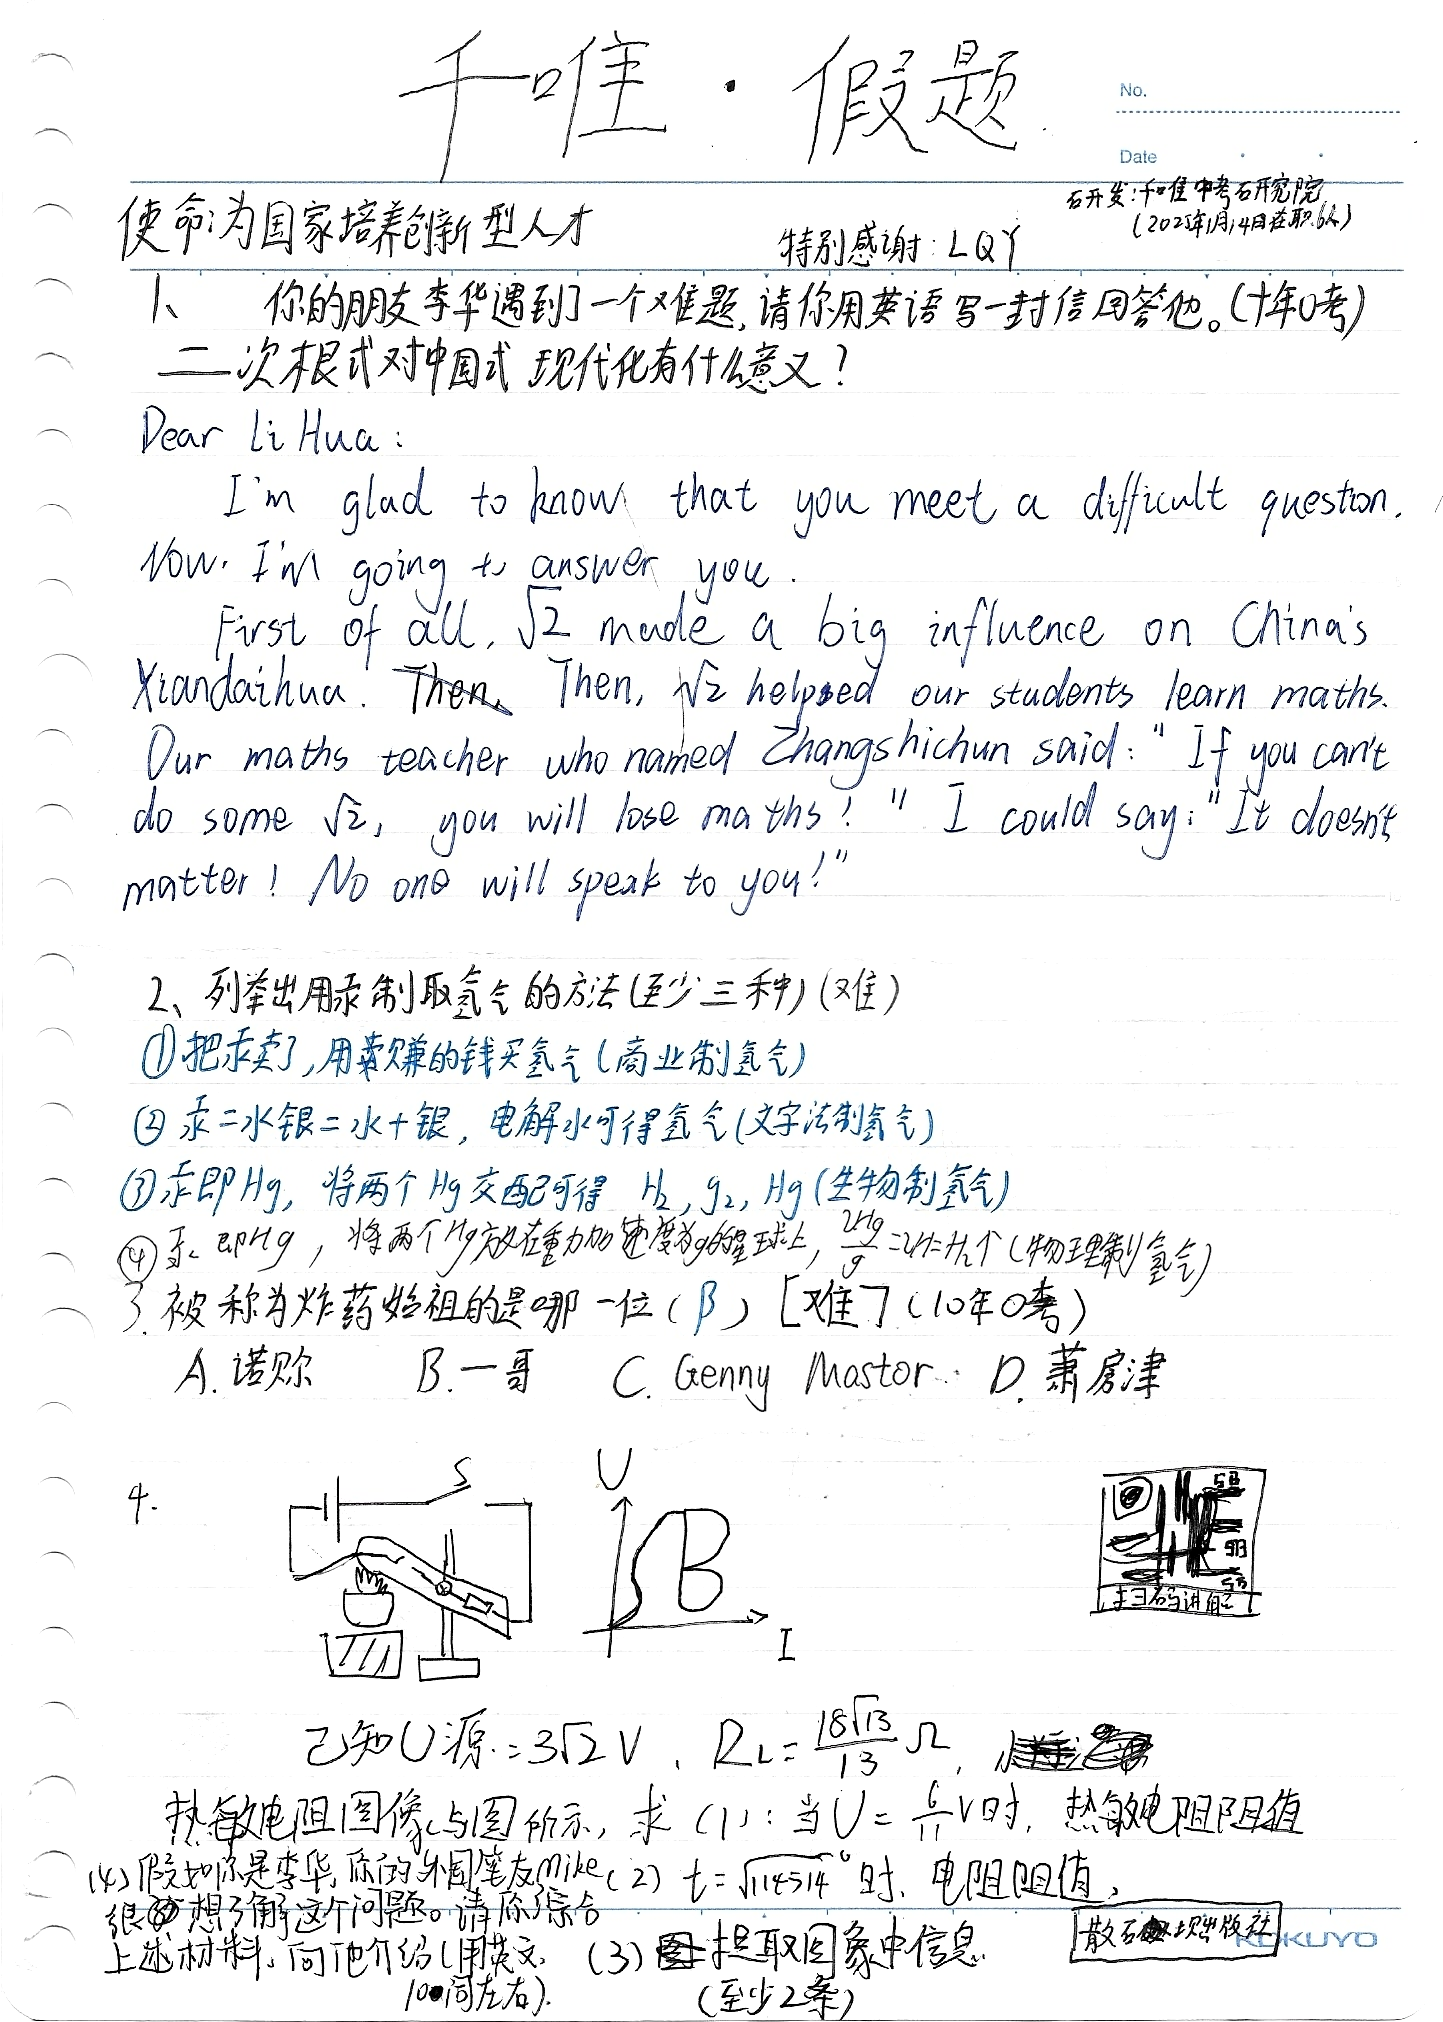 千唯·假题
No.
Date
研发:千唯中考研究院
(2025年1月14日在职6人)
使命:为国家培养创新型人才
特别感谢:LQY
1、 你的朋友李华遇到了一个难题,请你用英语写一封信回答他。(十年0考)
二次根式对中国式现代化有什么意义?
Dear Li Hua:
I'm glad to know that you meet a difficult question.
Now. I'm going to answer you.
First of all, √2 made a big influence on China's
Xiandaihua. Then, Then, √2 helped our students learn maths.
Our maths teacher who named Zhangshichun said:" If you can't
do some √2, you will lose maths!" I could say:"It doesn't
matter! No one will speak to you!"
2、列举出用汞制取氢气的方法(至少三种)(难)
①把汞卖了,用卖赚的钱买氢气(商业制氢气)
②汞=水银=水+银,电解水可得氢气(文字法制氢气)
③汞即Hg,将两个Hg交配可得 H₂, g₂, Hg(生物制氢气)
④汞即Hg,将两个Hg放在重力加速度为g的星球上,2Hg/g=2H=H₂↑(物理制氢气)
3.被称为炸药始祖的是哪一位(β)[难](10年0考)
A.诺贝尔 B.一哥 C. Genny Mastor D.萧房津
4.
S
U
I
SB
SB
SB
扫码讲解
已知U源=3√2V,RL=18√13/13Ω,
热敏电阻图像与图所示,求(1):当U=6/11V时,热敏电阻阻值
(2) t=√114514°时,电阻阻值,
(3)提取图象中信息
(至少2条)
(4)假如你是李华,你的外国笔友Mike
很想了解这个问题。请你综合
上述材料,向他介绍(用英文,
10词左右).
KOKUYO